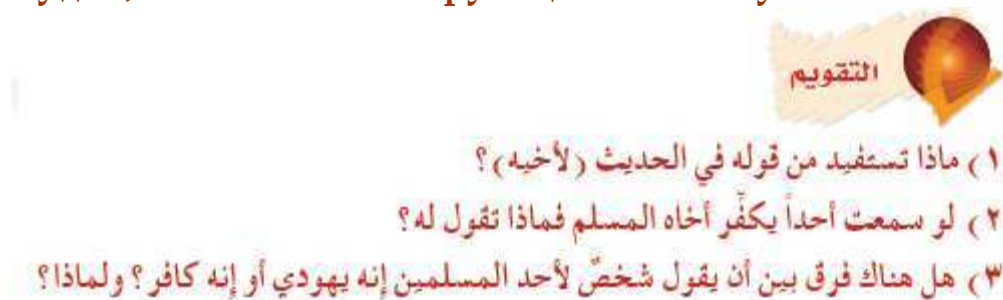 التقويم
١) ماذا تستفيد من قوله في الحديث (لأخيه)؟
٢) لو سمعت أحداً يكفِّر أخاه المسلم فماذا تقول له؟
٣) هل هناك فرق بين أن يقول شخصٌ لأحد المسلمين إنه يهودي أو إنه كافر؟ ولماذا؟